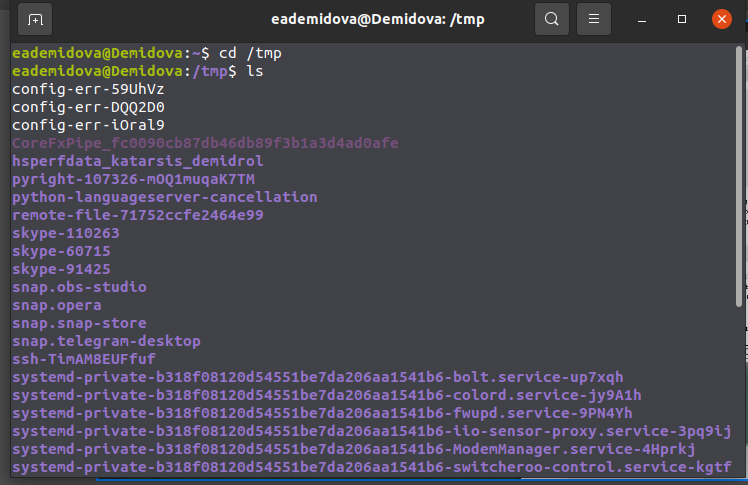 eademidova@Demidova: /tmp
eademidova@Demidova:~$ cd /tmp
eademidova@Demidova:/tmp$ ls
config-err-59UhVz
config-err-DQQ2D0
config-err-iOral9
CoreFxPipe_fc0090cb87db46db89f3b1a3d4ad0afe
hsperfdata_katarsis_demidrol
pyright-107326-mOQ1muqaK7TM
python-languageserver-cancellation
remote-file-71752ccfe2464e99
skype-110263
skype-60715
skype-91425
snap.obs-studio
snap.opera
snap.snap-store
snap.telegram-desktop
ssh-TimAM8EUFfuf
systemd-private-b318f08120d54551be7da206aa1541b6-bolt.service-up7xqh
systemd-private-b318f08120d54551be7da206aa1541b6-colord.service-jy9A1h
systemd-private-b318f08120d54551be7da206aa1541b6-fwupd.service-9PN4Yh
systemd-private-b318f08120d54551be7da206aa1541b6-iio-sensor-proxy.service-3pq9ij
systemd-private-b318f08120d54551be7da206aa1541b6-ModemManager.service-4Hprkj
systemd-private-b318f08120d54551be7da206aa1541b6-switcheroo-control.service-kgtf